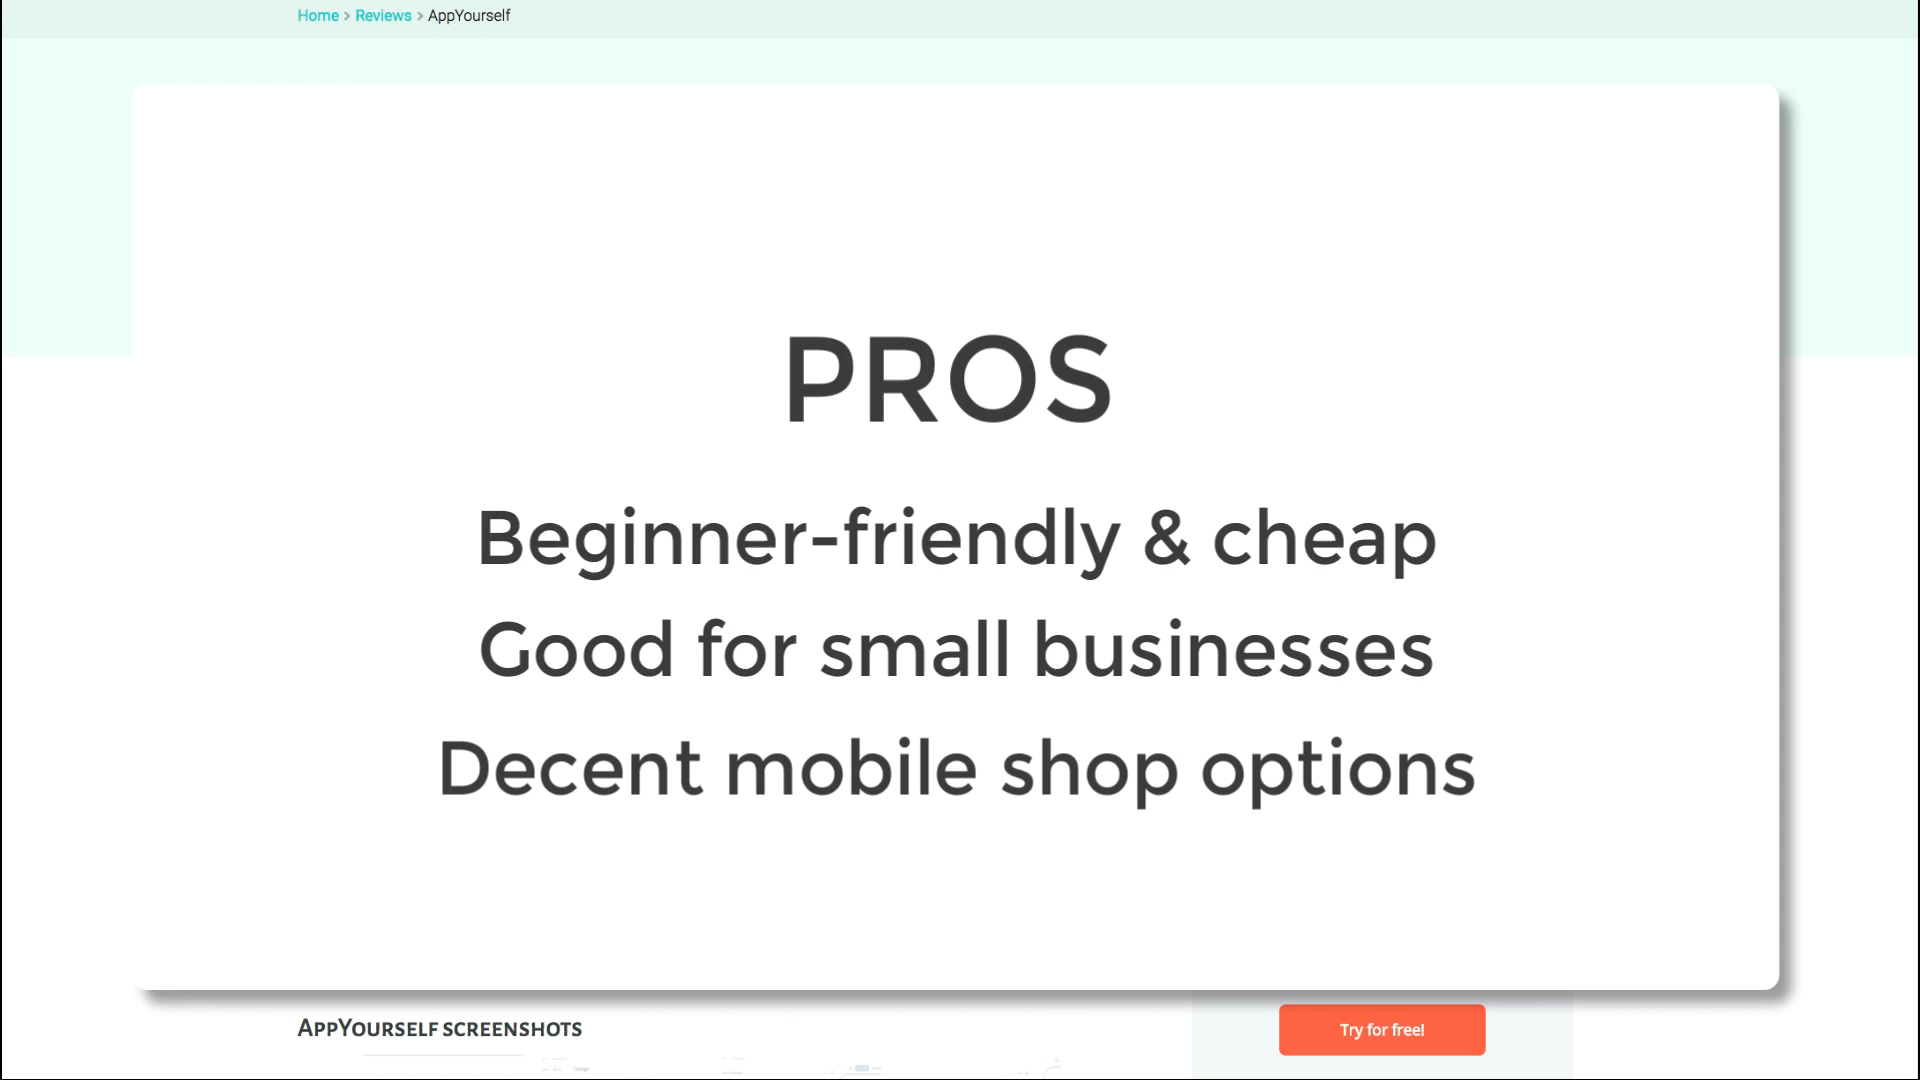 Home > Reviews > AppYourself
PROS
Beginner-friendly & cheap
Good for small businesses
Decent mobile shop options
AppYourself screenshots
Try for free!